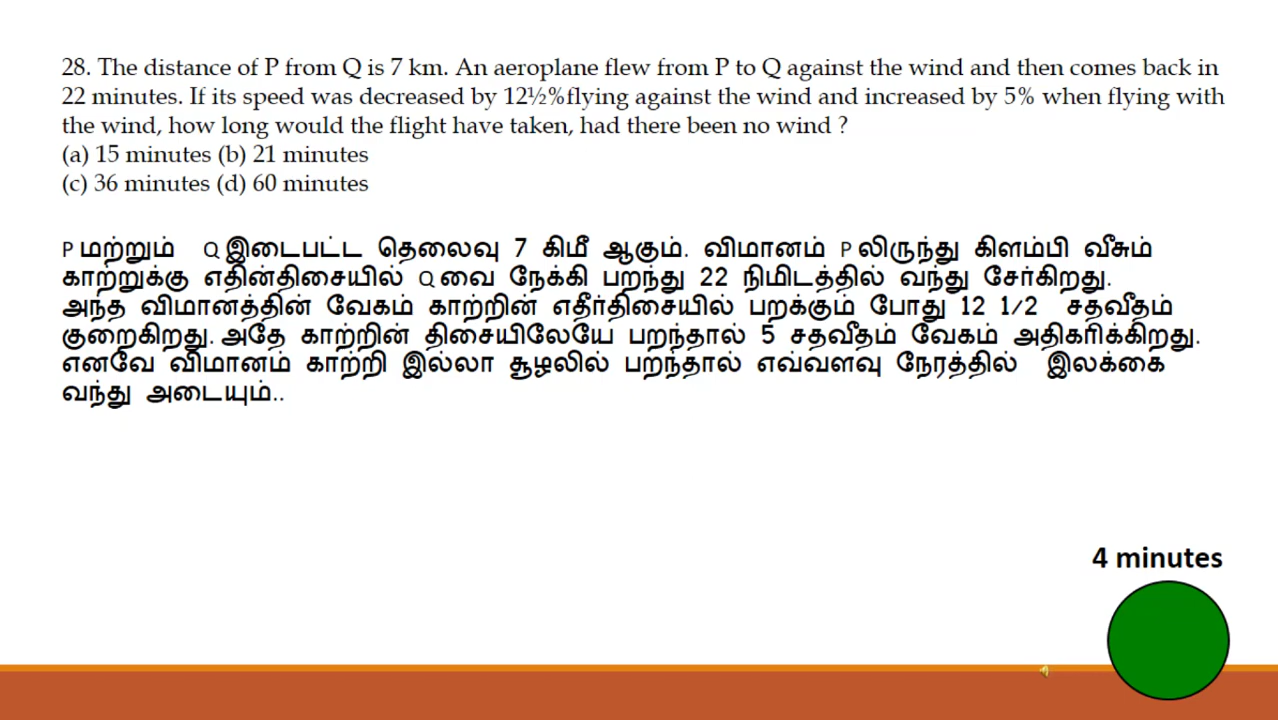 28. The distance of P from Q is 7 km. An aeroplane flew from P to Q against the wind and then comes back in
22 minutes. If its speed was decreased by 12½%flying against the wind and increased by 5% when flying with
the wind, how long would the flight have taken, had there been no wind ?
(a) 15 minutes (b) 21 minutes
(c) 36 minutes (d) 60 minutes
P மற்றும் Q இடைபட்ட தெலைவு 7 கிமீ ஆகும். விமானம் P லிருந்து கிளம்பி வீசும்
காற்றுக்கு எதின்திசையில் Q வை நேக்கி பறந்து 22 நிமிடத்தில் வந்து சேர்கிறது.
அந்த விமானத்தின் வேகம் காற்றின் எதீர்திசையில் பறக்கும் போது 12 1/2 சதவீதம்
குறைகிறது. அதே காற்றின் திசையிலேயே பறந்தால் 5 சதவீதம் வேகம் அதிகரிக்கிறது.
எனவே விமானம் காற்றி இல்லா சூழலில் பறந்தால் எவ்வளவு நேரத்தில் இலக்கை
வந்து அடையும்..
4 minutes